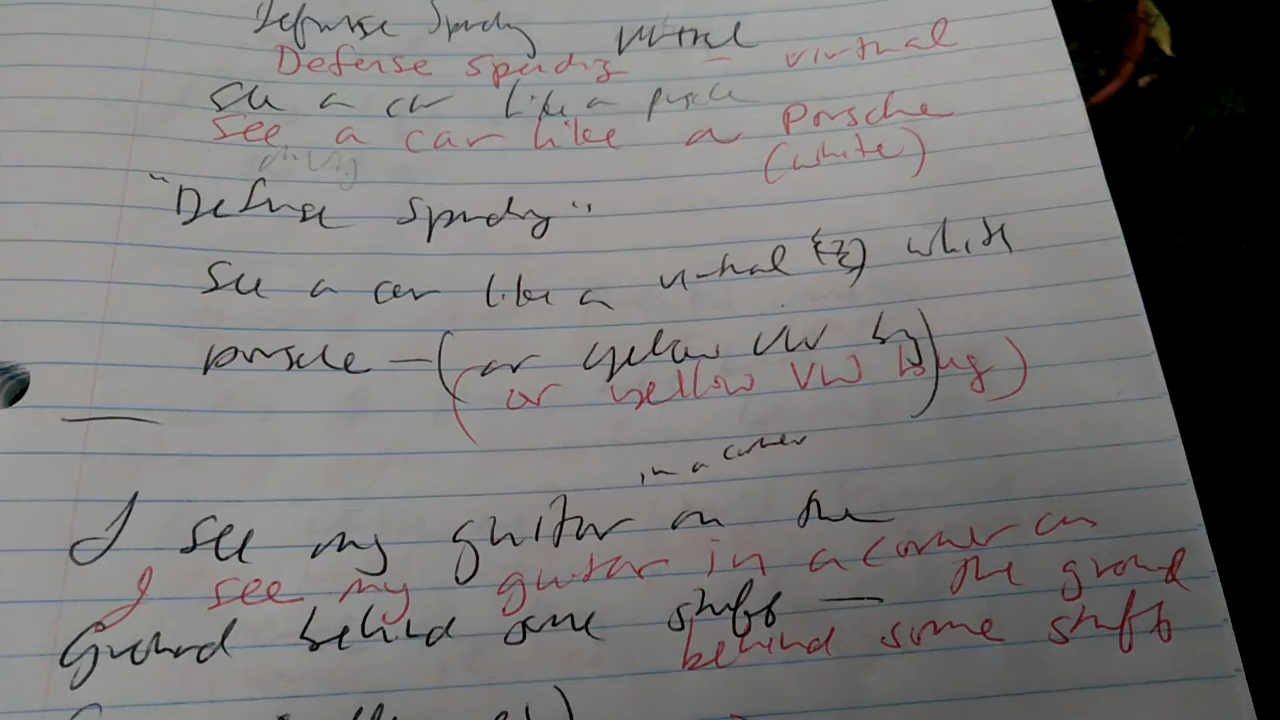 Defense Spending virtual
Defense spending – virtual
See a car like a porsche
See a car like a Porsche
(white)
"Defense Spending"
See a car like a virtual {z} white
porsche – (or yellow VW bug)
(or yellow VW bug)
in a corner
I see my guitar on the
I see my guitar in a corner on
the ground
Ground behind some stuff —
behind some stuff